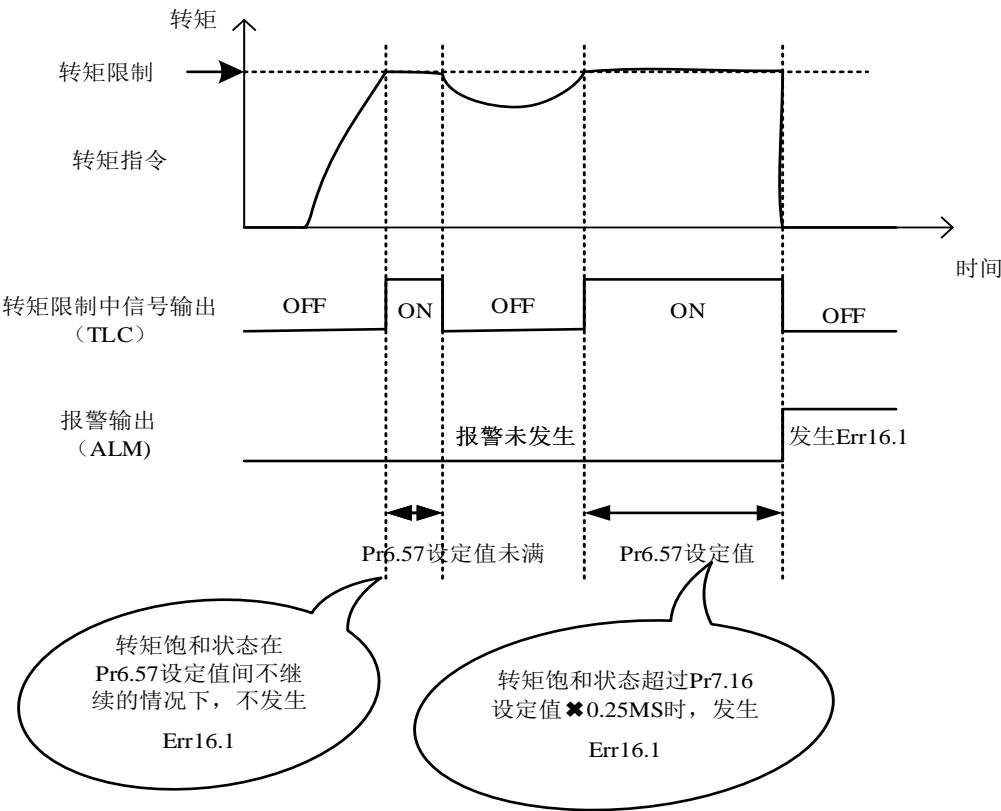 转矩
转矩限制
转矩指令
时间
转矩限制中信号输出
（TLC）
OFF
ON
OFF
ON
OFF
报警输出
（ALM)
报警未发生
发生Err16.1
Pr6.57设定值未满
Pr6.57设定值
转矩饱和状态在
Pr6.57设定值间不继
续的情况下，不发生
Err16.1
转矩饱和状态超过Pr7.16
设定值✖0.25MS时，发生
Err16.1